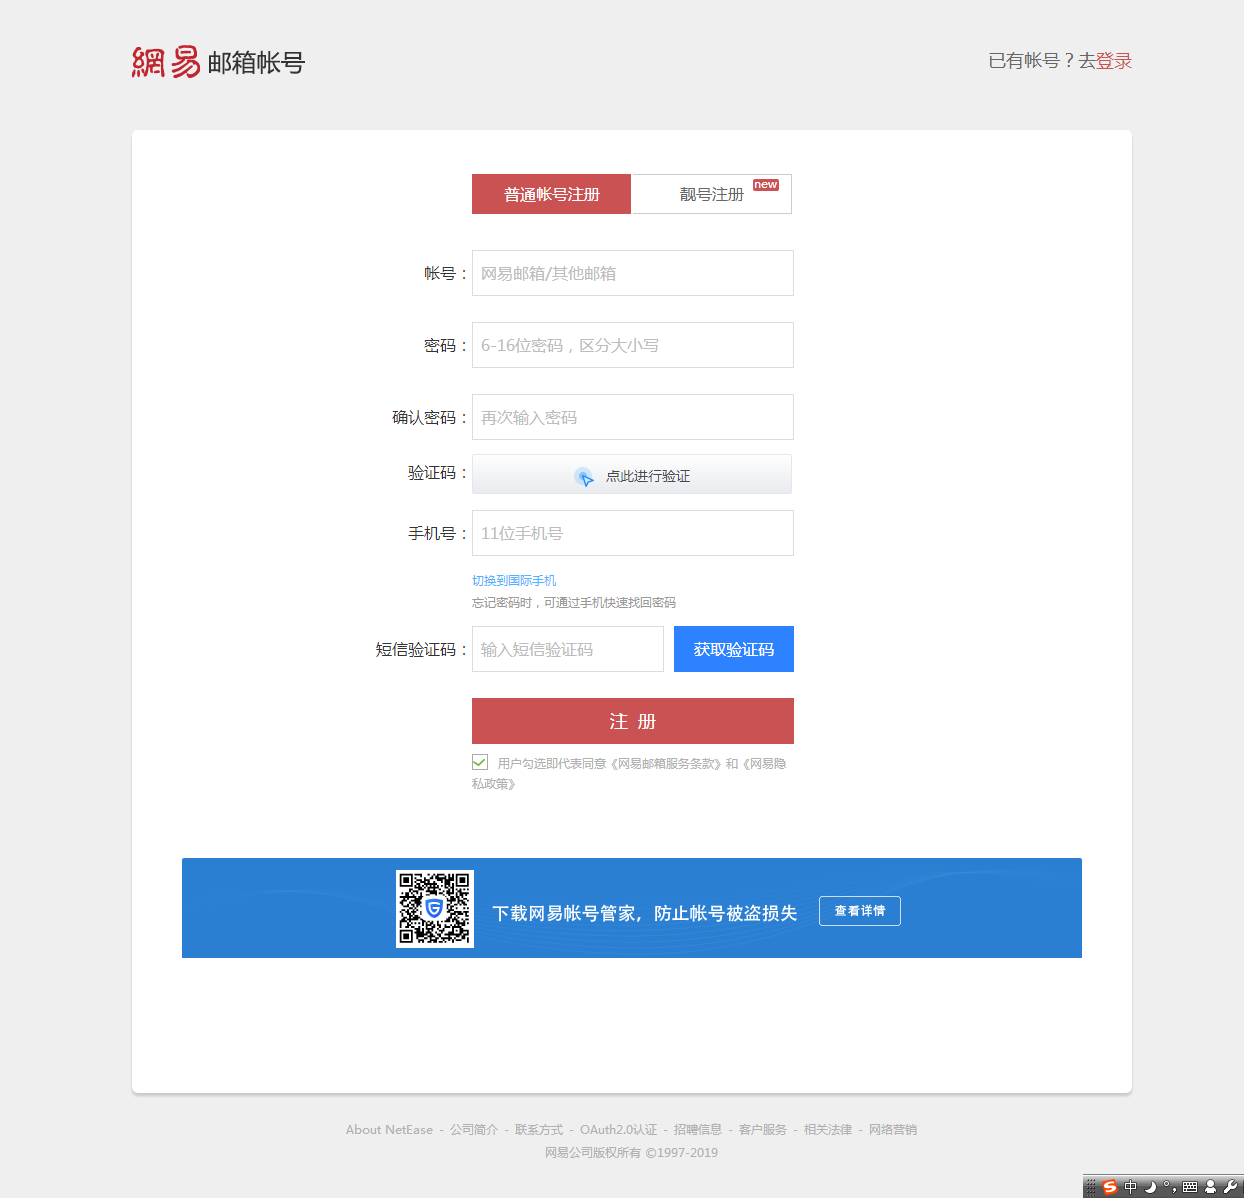 網易 邮箱帐号
已有帐号？去登录
普通帐号注册
靓号注册 new
帐号：
网易邮箱/其他邮箱
密码：
6-16位密码，区分大小写
确认密码：
再次输入密码
验证码：
点此进行验证
手机号：
11位手机号
切换到国际手机
忘记密码时，可通过手机快速找回密码
短信验证码：
输入短信验证码
获取验证码
注 册
用户勾选即代表同意《网易邮箱服务条款》和《网易隐
私政策》
下载网易帐号管家，防止帐号被盗损失
查看详情
About NetEase - 公司简介 - 联系方式 - OAuth2.0认证 - 招聘信息 - 客户服务 - 相关法律 - 网络营销
网易公司版权所有 ©1997-2019
S 中